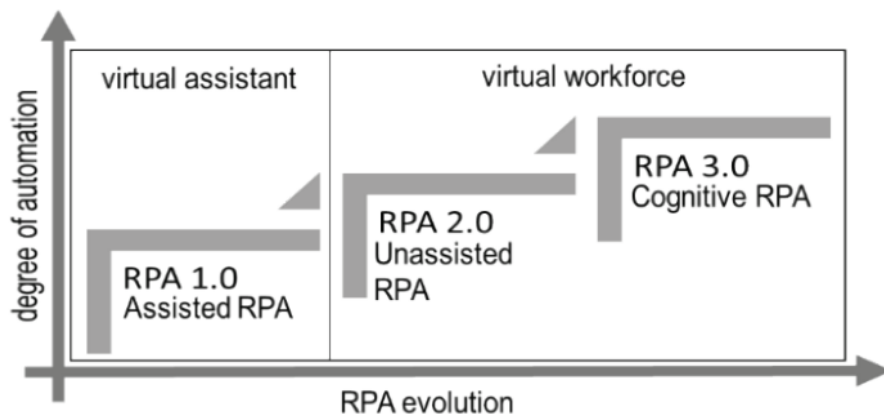 degree of automation
virtual assistant
virtual workforce
RPA 1.0
Assisted RPA
RPA 2.0
Unassisted
RPA
RPA 3.0
Cognitive RPA
RPA evolution